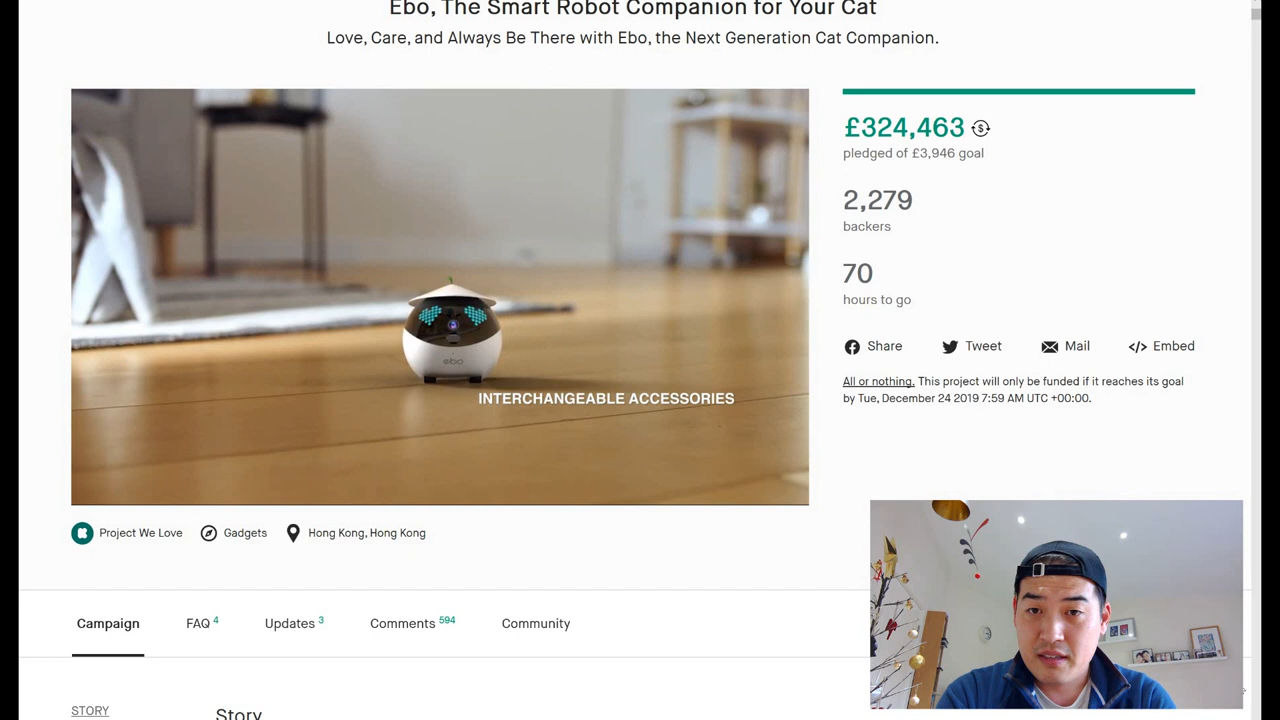 Ebo, The Smart Robot Companion for Your Cat
Love, Care, and Always Be There with Ebo, the Next Generation Cat Companion.
ebo
INTERCHANGEABLE ACCESSORIES
£324,463
pledged of £3,946 goal
2,279
backers
70
hours to go
Share Tweet Mail Embed
All or nothing. This project will only be funded if it reaches its goal
by Tue, December 24 2019 7:59 AM UTC +00:00.
Project We Love Gadgets Hong Kong, Hong Kong
Campaign FAQ 4 Updates 3 Comments 594 Community
STORY
Story